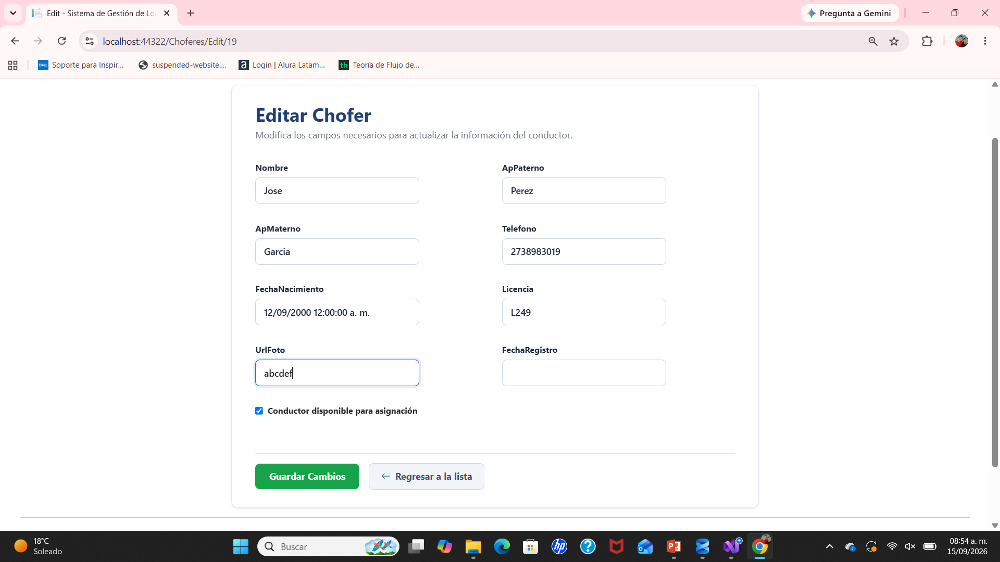 Edit - Sistema de Gestión de Lo
Pregunta a Gemini
localhost:44322/Choferes/Edit/19
DELL Soporte para Inspir...
suspended-website....
a Login | Alura Latam...
th Teoría de Flujo de...
Editar Chofer
Modifica los campos necesarios para actualizar la información del conductor.
Nombre
ApPaterno
Jose
Perez
ApMaterno
Telefono
Garcia
2738983019
FechaNacimiento
Licencia
12/09/2000 12:00:00 a. m.
L249
UrlFoto
FechaRegistro
abcdef
Conductor disponible para asignación
Guardar Cambios
← Regresar a la lista
18°C
Soleado
Buscar
hp
08:54 a. m.
15/09/2026